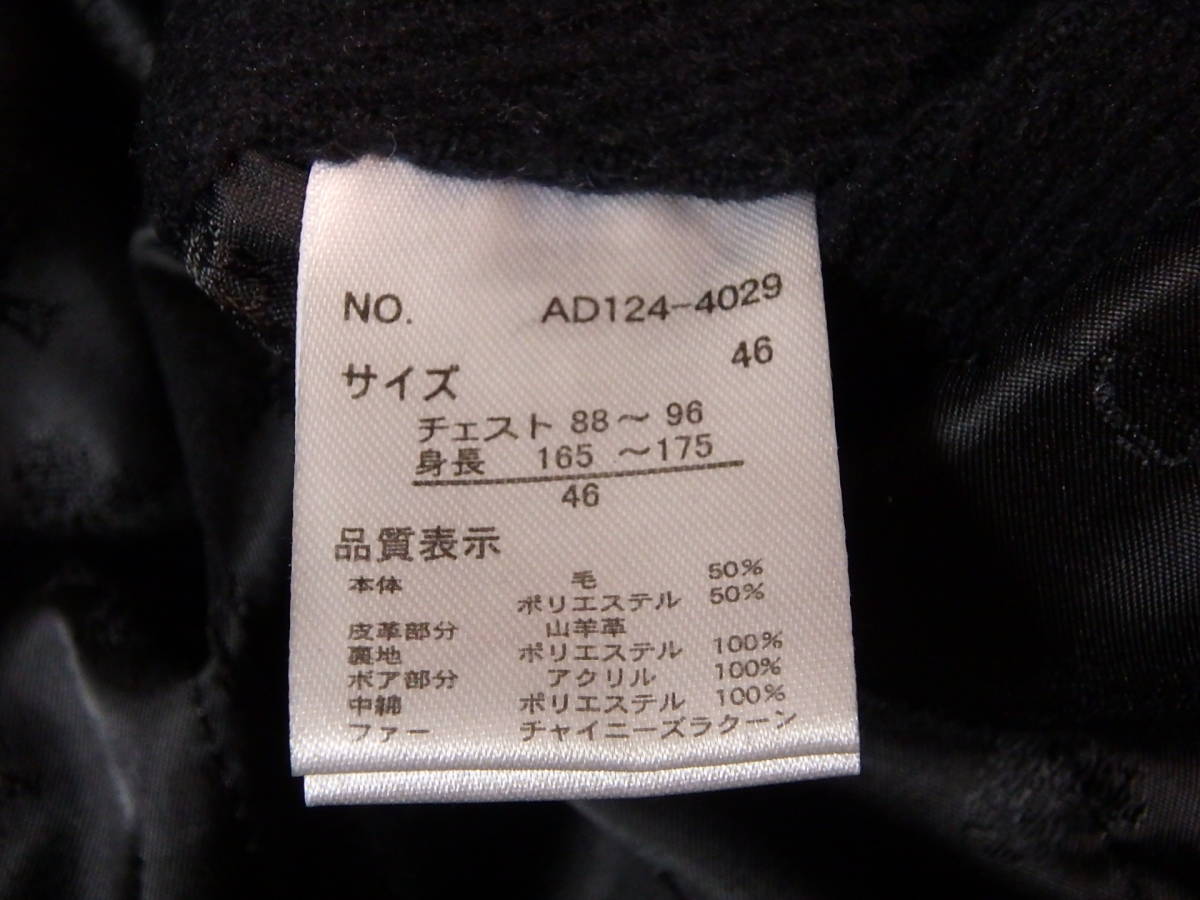 NO. AD124-4029
サイズ 46
チェスト 88～ 96
身長 165 ～175
46
品質表示
本体 毛 50%
ポリエステル 50%
皮革部分 山羊革
裏地 ポリエステル 100%
ボア部分 アクリル 100%
中綿 ポリエステル 100%
ファー チャイニーズラクーン